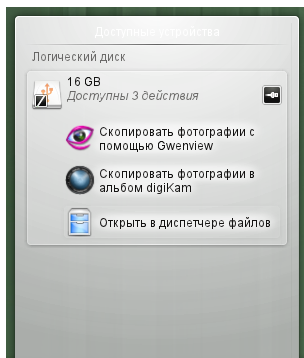 Доступные устройства
Логический диск
16 GB
Доступны 3 действия
Скопировать фотографии с
помощью Gwenview
Скопировать фотографии в
альбом digiKam
Открыть в диспетчере файлов